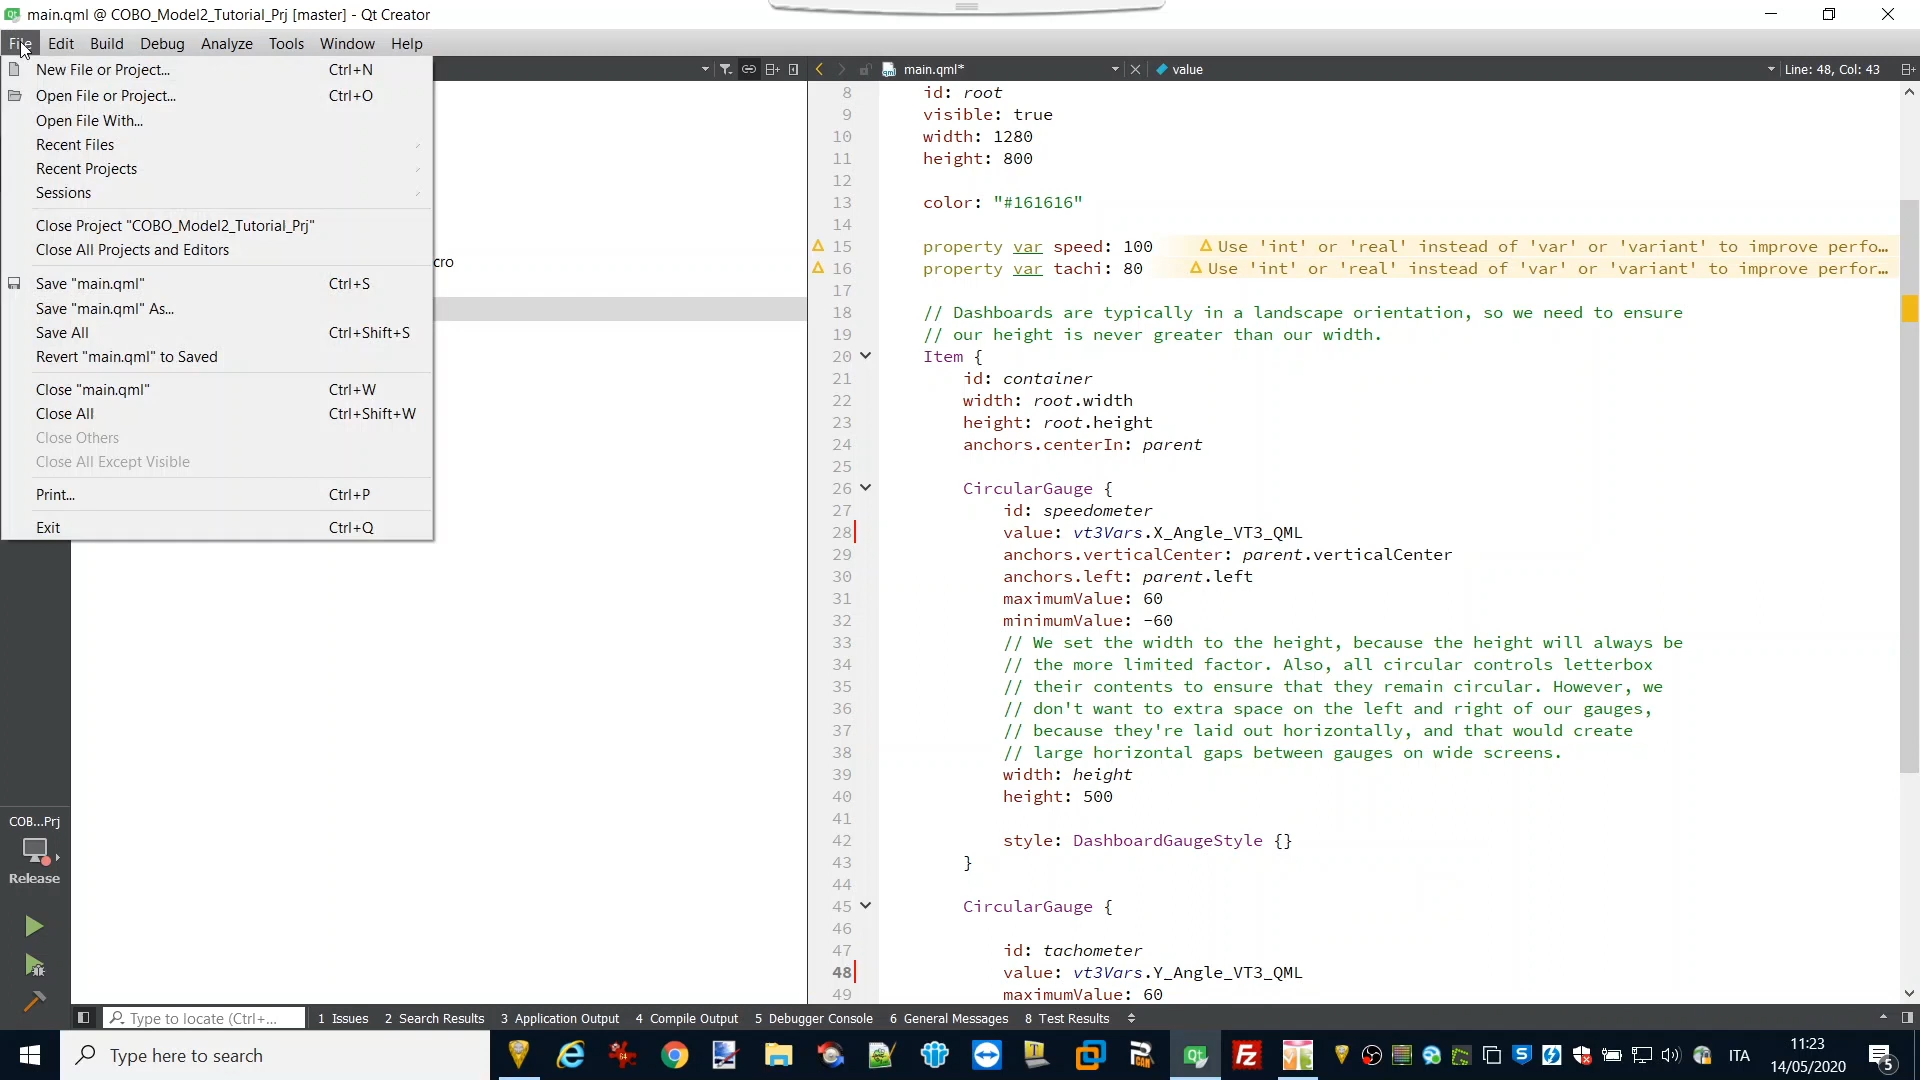 main.qml @ COBO_Model2_Tutorial_Prj [master] - Qt Creator
File Edit Build Debug Analyze Tools Window Help
New File or Project... Ctrl+N
Open File or Project... Ctrl+O
Open File With...
Recent Files
Recent Projects
Sessions
Close Project "COBO_Model2_Tutorial_Prj"
Close All Projects and Editors
Save "main.qml" Ctrl+S
Save "main.qml" As...
Save All Ctrl+Shift+S
Revert "main.qml" to Saved
Close "main.qml" Ctrl+W
Close All Ctrl+Shift+W
Close Others
Close All Except Visible
Print... Ctrl+P
Exit Ctrl+Q
cro
main.qml* value Line: 48, Col: 43
8 id: root
9 visible: true
10 width: 1280
11 height: 800
12
13 color: "#161616"
14
15 property var speed: 100 Use 'int' or 'real' instead of 'var' or 'variant' to improve perfo...
16 property var tachi: 80 Use 'int' or 'real' instead of 'var' or 'variant' to improve perfor...
17
18 // Dashboards are typically in a landscape orientation, so we need to ensure
19 // our height is never greater than our width.
20 Item {
21 id: container
22 width: root.width
23 height: root.height
24 anchors.centerIn: parent
25
26 CircularGauge {
27 id: speedometer
28 value: vt3Vars.X_Angle_VT3_QML
29 anchors.verticalCenter: parent.verticalCenter
30 anchors.left: parent.left
31 maximumValue: 60
32 minimumValue: -60
33 // We set the width to the height, because the height will always be
34 // the more limited factor. Also, all circular controls letterbox
35 // their contents to ensure that they remain circular. However, we
36 // don't want to extra space on the left and right of our gauges,
37 // because they're laid out horizontally, and that would create
38 // large horizontal gaps between gauges on wide screens.
39 width: height
40 height: 500
41
42 style: DashboardGaugeStyle {}
43 }
44
45 CircularGauge {
46
47 id: tachometer
48 value: vt3Vars.Y_Angle_VT3_QML
49 maximumValue: 60
COB...Prj
Release
Type to locate (Ctrl+... 1 Issues 2 Search Results 3 Application Output 4 Compile Output 5 Debugger Console 6 General Messages 8 Test Results
Type here to search
ITA
11:23
14/05/2020
5